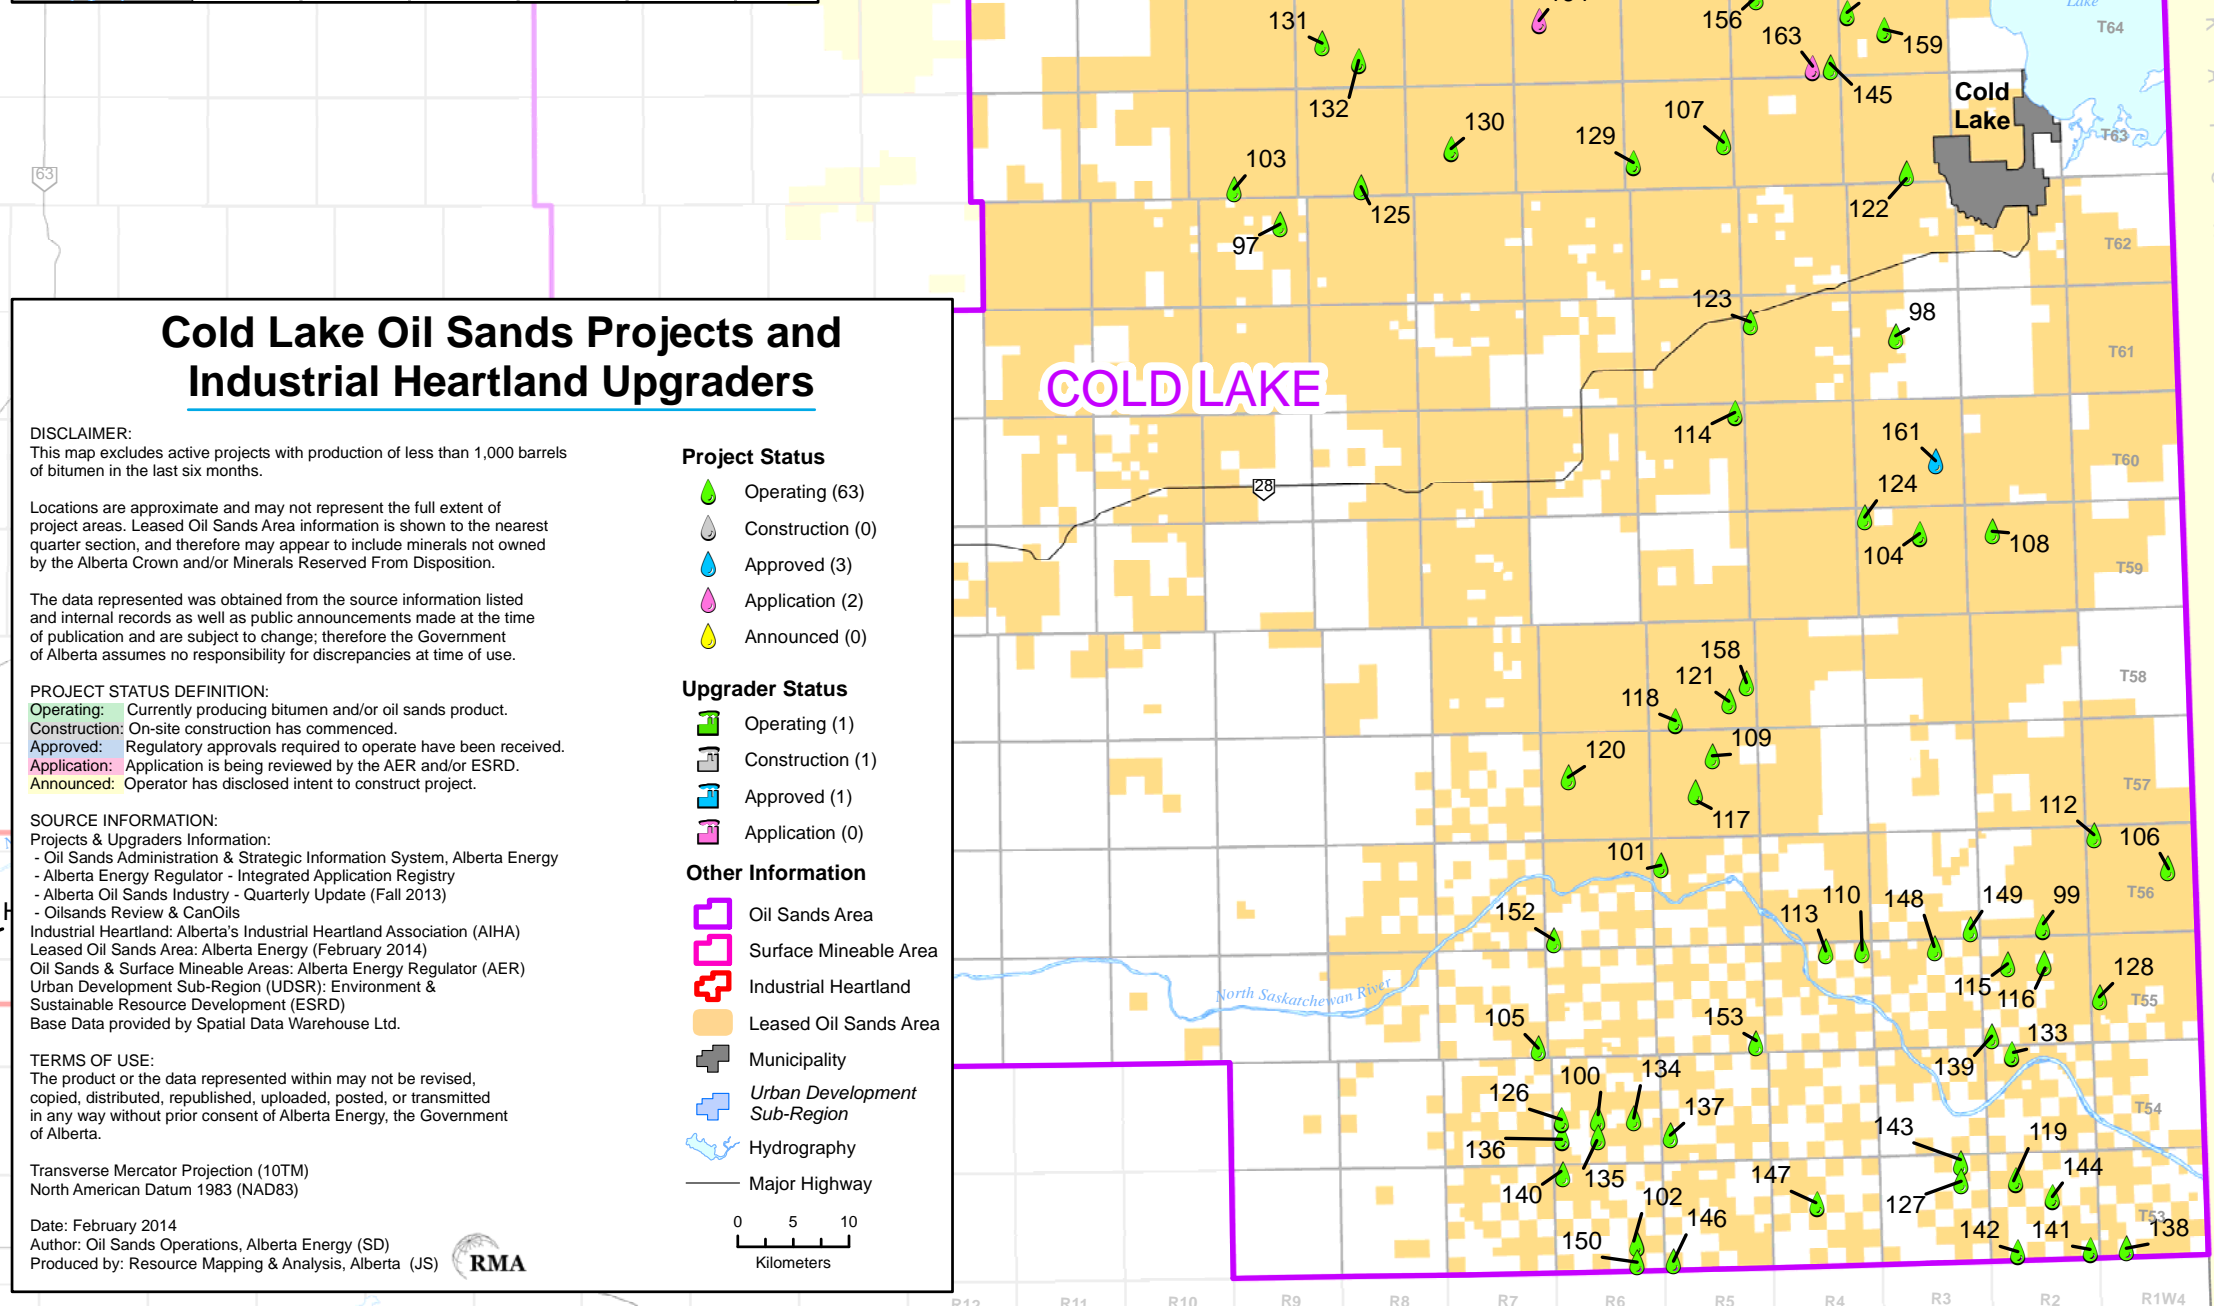 Cold Lake Oil Sands Projects and
Industrial Heartland Upgraders
DISCLAIMER:
This map excludes active projects with production of less than 1,000 barrels
of bitumen in the last six months.
Locations are approximate and may not represent the full extent of
project areas. Leased Oil Sands Area information is shown to the nearest
quarter section, and therefore may appear to include minerals not owned
by the Alberta Crown and/or Minerals Reserved From Disposition.
The data represented was obtained from the source information listed
and internal records as well as public announcements made at the time
of publication and are subject to change; therefore the Government
of Alberta assumes no responsibility for discrepancies at time of use.
PROJECT STATUS DEFINITION:
Operating: Currently producing bitumen and/or oil sands product.
Construction: On-site construction has commenced.
Approved: Regulatory approvals required to operate have been received.
Application: Application is being reviewed by the AER and/or ESRD.
Announced: Operator has disclosed intent to construct project.
SOURCE INFORMATION:
Projects & Upgraders Information:
- Oil Sands Administration & Strategic Information System, Alberta Energy
- Alberta Energy Regulator - Integrated Application Registry
- Alberta Oil Sands Industry - Quarterly Update (Fall 2013)
- Oilsands Review & CanOils
Industrial Heartland: Alberta's Industrial Heartland Association (AIHA)
Leased Oil Sands Area: Alberta Energy (February 2014)
Oil Sands & Surface Mineable Areas: Alberta Energy Regulator (AER)
Urban Development Sub-Region (UDSR): Environment &
Sustainable Resource Development (ESRD)
Base Data provided by Spatial Data Warehouse Ltd.
TERMS OF USE:
The product or the data represented within may not be revised,
copied, distributed, republished, uploaded, posted, or transmitted
in any way without prior consent of Alberta Energy, the Government
of Alberta.
Transverse Mercator Projection (10TM)
North American Datum 1983 (NAD83)
Date: February 2014
Author: Oil Sands Operations, Alberta Energy (SD)
Produced by: Resource Mapping & Analysis, Alberta (JS)
RMA
Project Status
Operating (63)
Construction (0)
Approved (3)
Application (2)
Announced (0)
Upgrader Status
Operating (1)
Construction (1)
Approved (1)
Application (0)
Other Information
Oil Sands Area
Surface Mineable Area
Industrial Heartland
Leased Oil Sands Area
Municipality
Urban Development
Sub-Region
Hydrography
Major Highway
0 5 10
Kilometers
63
Lake
T64
131
156
163
159
132
145
Cold
Lake
107
130
129
T63
103
125
122
97
T62
123
98
T61
COLD LAKE
114
161
T60
28
124
104
108
T59
158
121
T58
118
109
120
T57
117
112
106
101
T56
152
113
110
148
149
99
115
116
128
T55
North Saskatchewan River
105
153
139
133
100
134
126
137
T54
136
143
119
135
140
102
147
127
144
146
T53
150
142
141
138
R12
R11
R10
R9
R8
R7
R6
R5
R4
R3
R2
R1W4